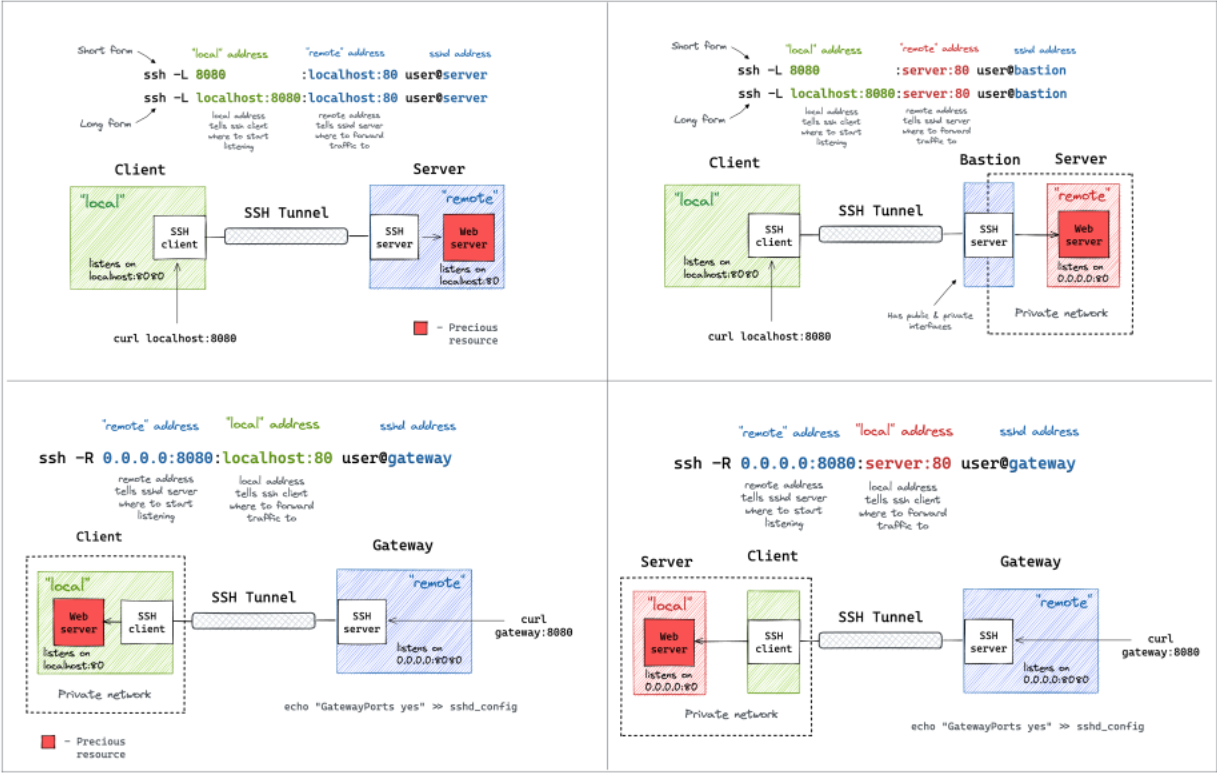 Short form
"local" address
"remote" address
sshd address
ssh -L 8080 :localhost:80 user@server
ssh -L localhost:8080:localhost:80 user@server
Long form
local address
tells ssh client
where to start
listening
remote address
tells sshd server
where to forward
traffic to
Client
Server
"local"
SSH Tunnel
"remote"
SSH
client
SSH
server
Web
server
listens on
localhost:8080
listens on
localhost:80
curl localhost:8080
- Precious
resource
Short form
"local" address
"remote" address
sshd address
ssh -L 8080 :server:80 user@bastion
ssh -L localhost:8080:server:80 user@bastion
Long form
local address
tells ssh client
where to start
listening
remote address
tells sshd server
where to forward
traffic to
Client
Bastion
Server
"local"
SSH Tunnel
"remote"
SSH
client
SSH
server
Web
server
listens on
localhost:8080
listens on
0.0.0.0:80
Has public & private
interfaces
Private network
curl localhost:8080
"remote" address
"local" address
sshd address
ssh -R 0.0.0.0:8080:localhost:80 user@gateway
remote address
tells sshd server
where to start
listening
local address
tells ssh client
where to forward
traffic to
Client
Gateway
"local"
SSH Tunnel
"remote"
Web
server
SSH
client
SSH
server
curl
gateway:8080
listens on
localhost:80
listens on
0.0.0.0:8080
Private network
echo "GatewayPorts yes" >> sshd_config
- Precious
resource
"remote" address
"local" address
sshd address
ssh -R 0.0.0.0:8080:server:80 user@gateway
remote address
tells sshd server
where to start
listening
local address
tells ssh client
where to forward
traffic to
Server
Client
Gateway
"local"
SSH Tunnel
"remote"
Web
server
SSH
client
SSH
server
curl
gateway:8080
listens on
0.0.0.0:80
listens on
0.0.0.0:8080
Private network
echo "GatewayPorts yes" >> sshd_config